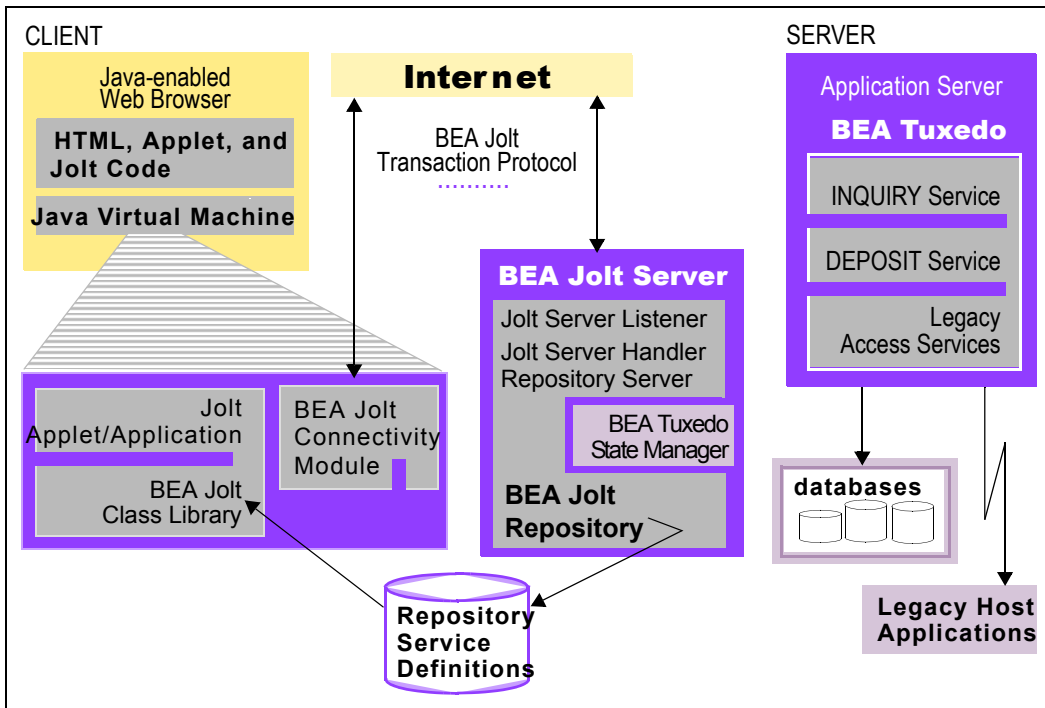 CLIENT
Java-enabled
Web Browser
HTML, Applet, and
Jolt Code
Java Virtual Machine
Internet
BEA Jolt
Transaction Protocol
SERVER
Application Server
BEA Tuxedo
INQUIRY Service
DEPOSIT Service
Legacy
Access Services
BEA Jolt Server
Jolt Server Listener
Jolt Server Handler
Repository Server
BEA Tuxedo
State Manager
BEA Jolt
Repository
Jolt
Applet/Application
BEA Jolt
Class Library
BEA Jolt
Connectivity
Module
databases
Repository
Service
Definitions
Legacy Host
Applications